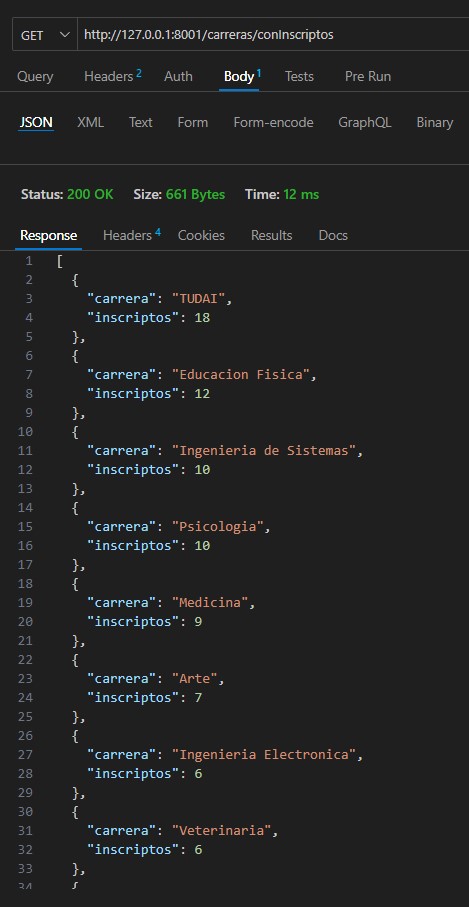 GET http://127.0.0.1:8001/carreras/conInscriptos
Query Headers 2 Auth Body 1 Tests Pre Run
JSON XML Text Form Form-encode GraphQL Binary
Status: 200 OK Size: 661 Bytes Time: 12 ms
Response Headers 4 Cookies Results Docs
1 [
2 {
3 "carrera": "TUDAI",
4 "inscriptos": 18
5 },
6 {
7 "carrera": "Educacion Fisica",
8 "inscriptos": 12
9 },
10 {
11 "carrera": "Ingenieria de Sistemas",
12 "inscriptos": 10
13 },
14 {
15 "carrera": "Psicologia",
16 "inscriptos": 10
17 },
18 {
19 "carrera": "Medicina",
20 "inscriptos": 9
21 },
22 {
23 "carrera": "Arte",
24 "inscriptos": 7
25 },
26 {
27 "carrera": "Ingenieria Electronica",
28 "inscriptos": 6
29 },
30 {
31 "carrera": "Veterinaria",
32 "inscriptos": 6
33 },
34 {